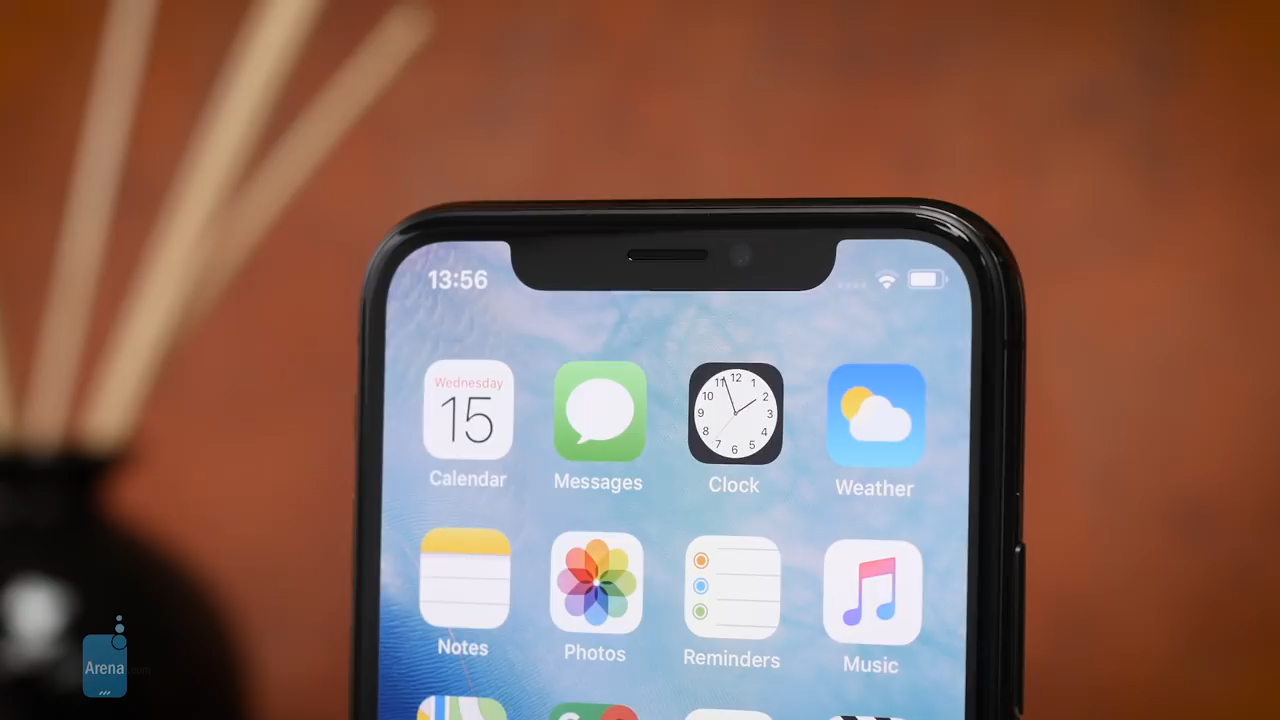 13:56
Wednesday
15
12
11
1
10
2
9
3
8
4
7
5
6
Calendar
Messages
Clock
Weather
Notes
Photos
Reminders
Music
Arena.com